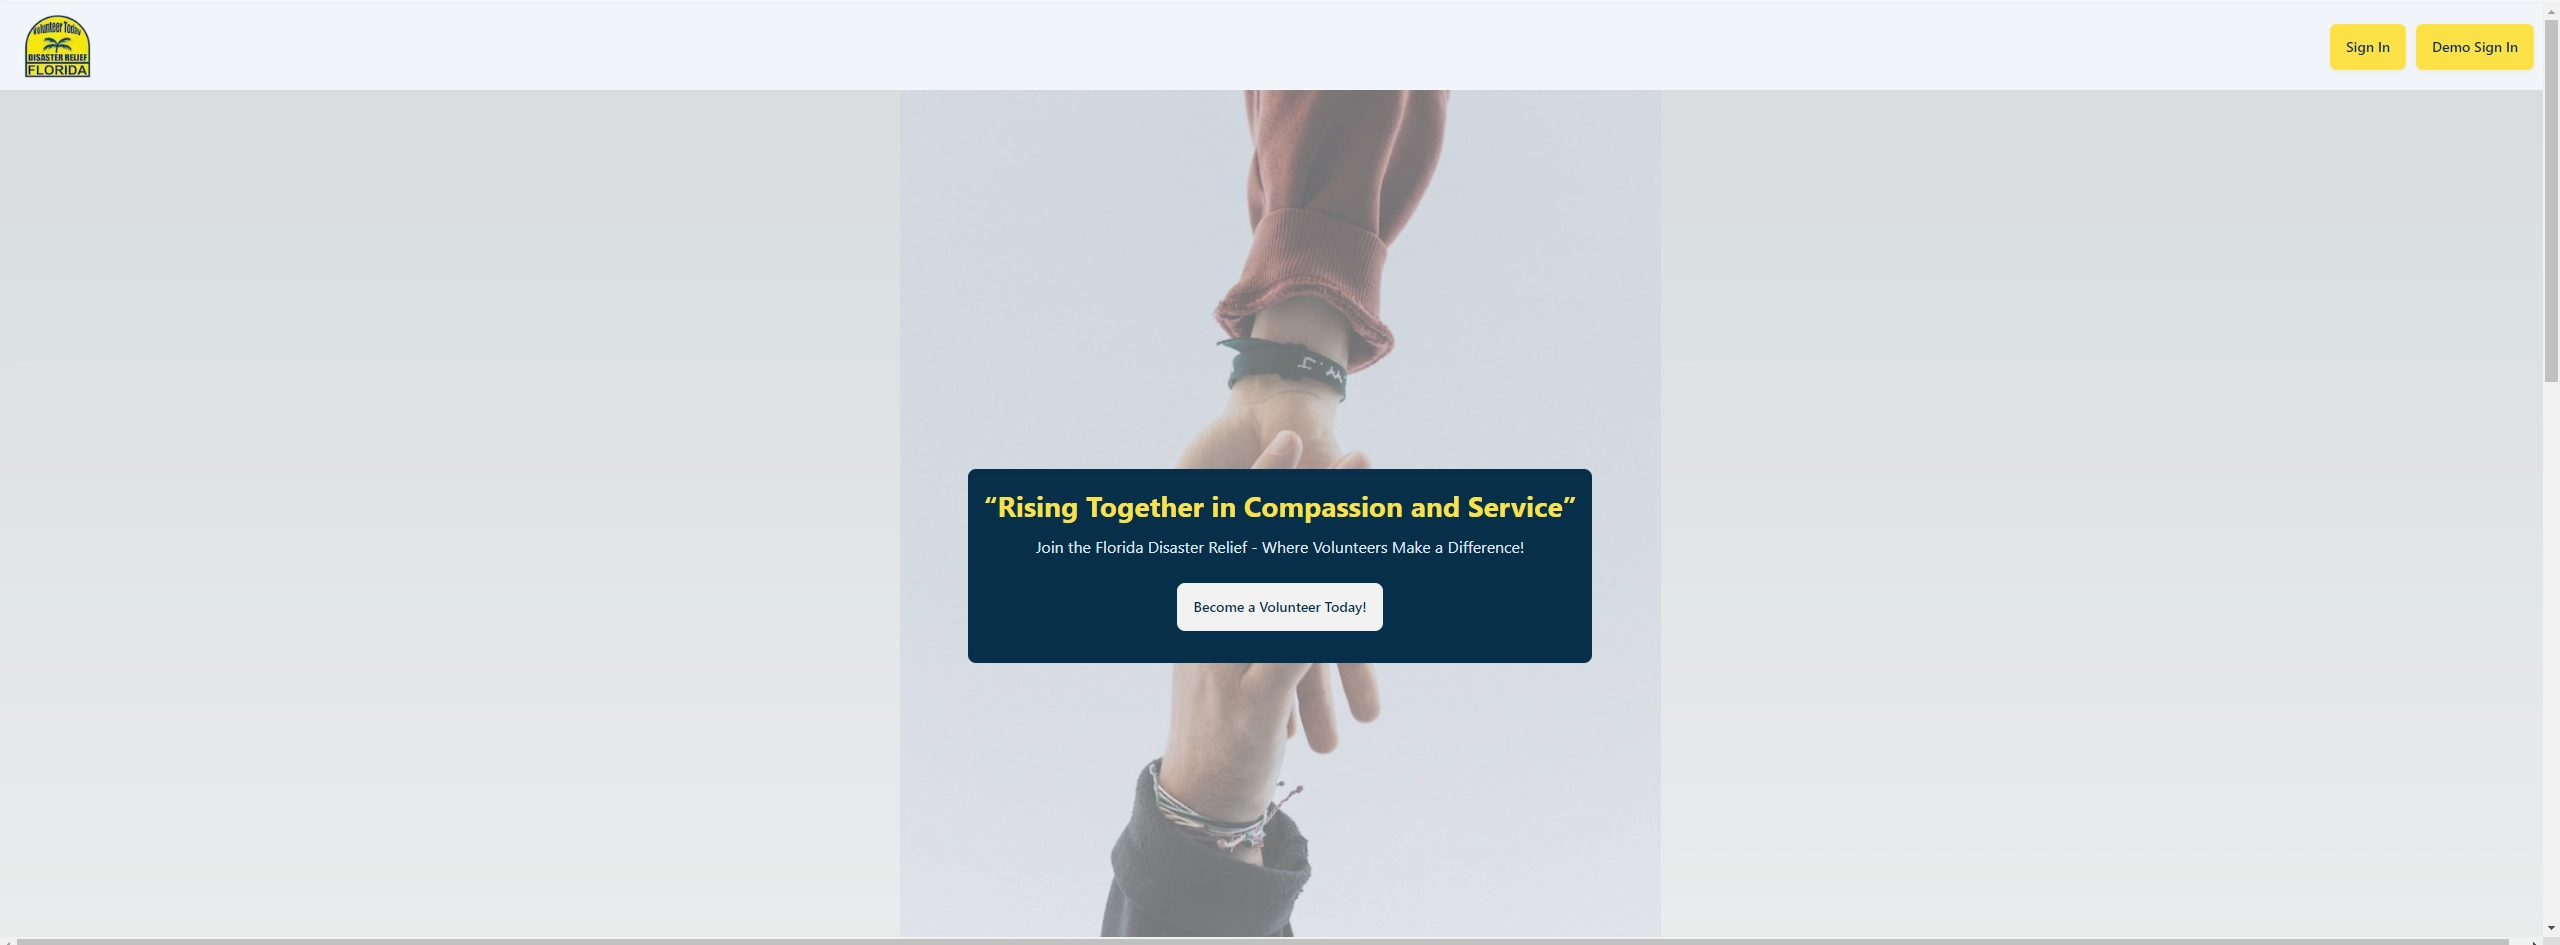 Volunteer Today
DISASTER RELIEF
FLORIDA
Sign In
Demo Sign In
“Rising Together in Compassion and Service”
Join the Florida Disaster Relief - Where Volunteers Make a Difference!
Become a Volunteer Today!